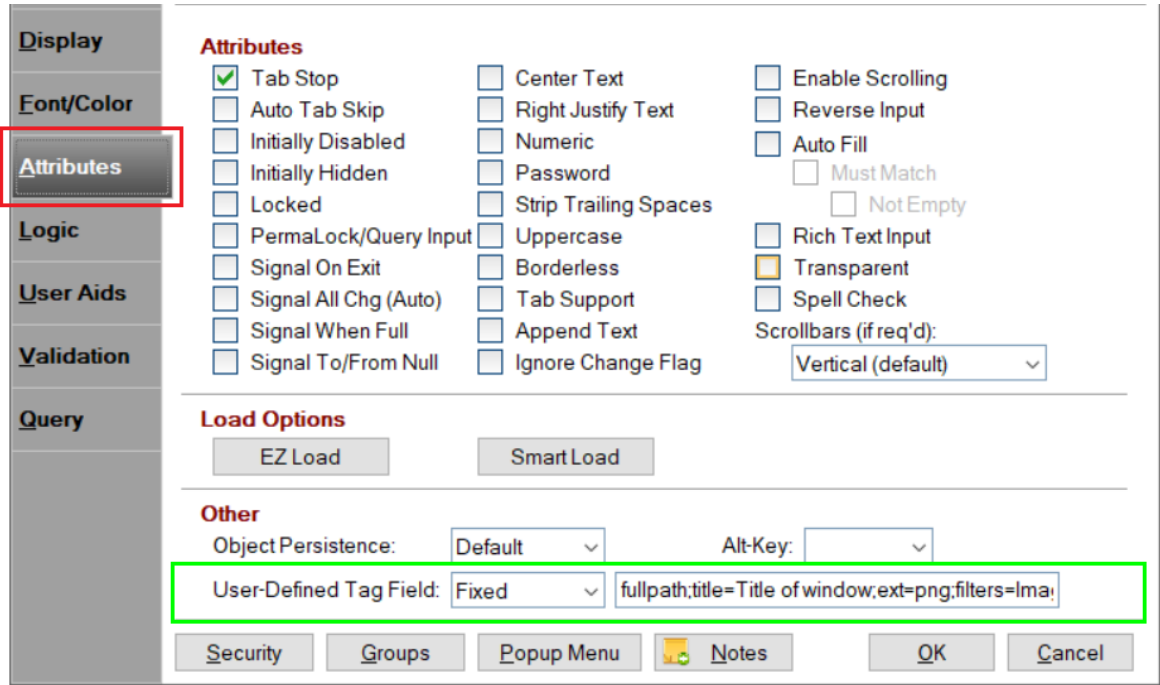 Display
Font/Color
Attributes
Logic
User Aids
Validation
Query
Attributes
Tab Stop Center Text Enable Scrolling
Auto Tab Skip Right Justify Text Reverse Input
Initially Disabled Numeric Auto Fill
Initially Hidden Password Must Match
Locked Strip Trailing Spaces Not Empty
PermaLock/Query Input Uppercase Rich Text Input
Signal On Exit Borderless Transparent
Signal All Chg (Auto) Tab Support Spell Check
Signal When Full Append Text Scrollbars (if req'd):
Signal To/From Null Ignore Change Flag Vertical (default)
Load Options
EZ Load Smart Load
Other
Object Persistence: Default Alt-Key:
User-Defined Tag Field: Fixed fullpath;title=Title of window;ext=png;filters=
Security Groups Popup Menu Notes OK Cancel